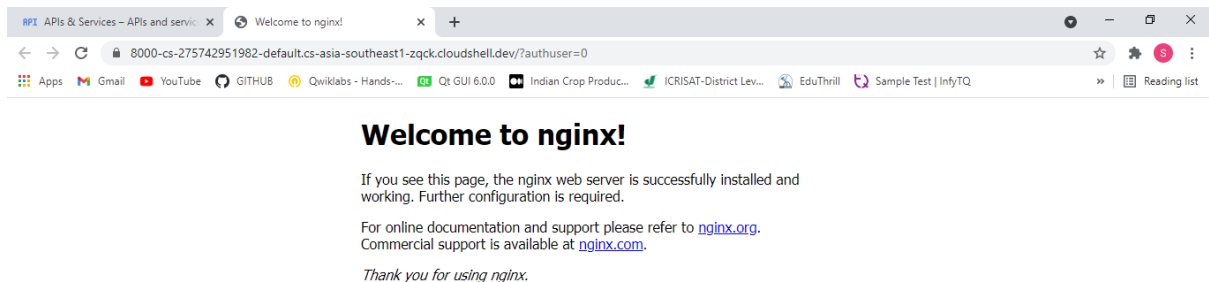 API APIs & Services – APIs and servic
Welcome to nginx!
8000-cs-275742951982-default.cs-asia-southeast1-zqck.cloudshell.dev/?authuser=0
S
Apps Gmail YouTube GITHUB Qwiklabs - Hands-... Qt Qt GUI 6.0.0 Indian Crop Produc... ICRISAT-District Lev... EduThrill Sample Test | InfyTQ » Reading list
Welcome to nginx!
If you see this page, the nginx web server is successfully installed and
working. Further configuration is required.
For online documentation and support please refer to nginx.org.
Commercial support is available at nginx.com.
Thank you for using nginx.